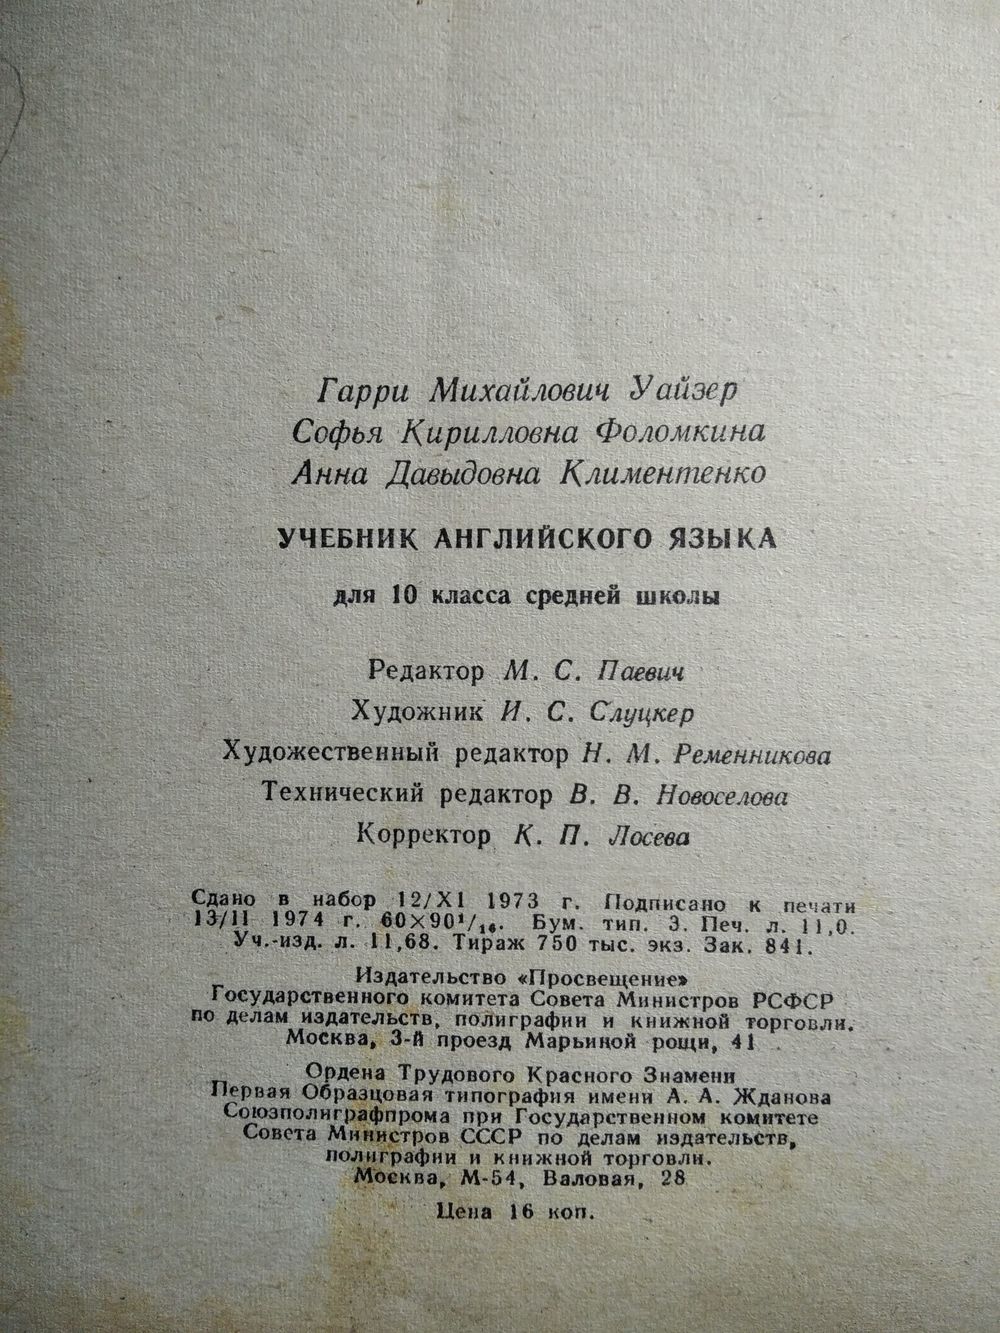 Гарри Михайлович Уайзер
Софья Кирилловна Фоломкина
Анна Давыдовна Климентенко
УЧЕБНИК АНГЛИЙСКОГО ЯЗЫКА
для 10 класса средней школы
Редактор М. С. Паевич
Художник И. С. Слуцкер
Художественный редактор Н. М. Ременникова
Технический редактор В. В. Новоселова
Корректор К. П. Лосева
Сдано в набор 12/XI 1973 г. Подписано к печати
13/II 1974 г. 60×90¹/₁₆. Бум. тип. 3. Печ. л. 11,0.
Уч.-изд. л. 11,68. Тираж 750 тыс. экз. Зак. 841.
Издательство «Просвещение»
Государственного комитета Совета Министров РСФСР
по делам издательств, полиграфии и книжной торговли.
Москва, 3-й проезд Марьиной рощи, 41
Ордена Трудового Красного Знамени
Первая Образцовая типография имени А. А. Жданова
Союзполиграфпрома при Государственном комитете
Совета Министров СССР по делам издательств,
полиграфии и книжной торговли.
Москва, М-54, Валовая, 28
Цена 16 коп.